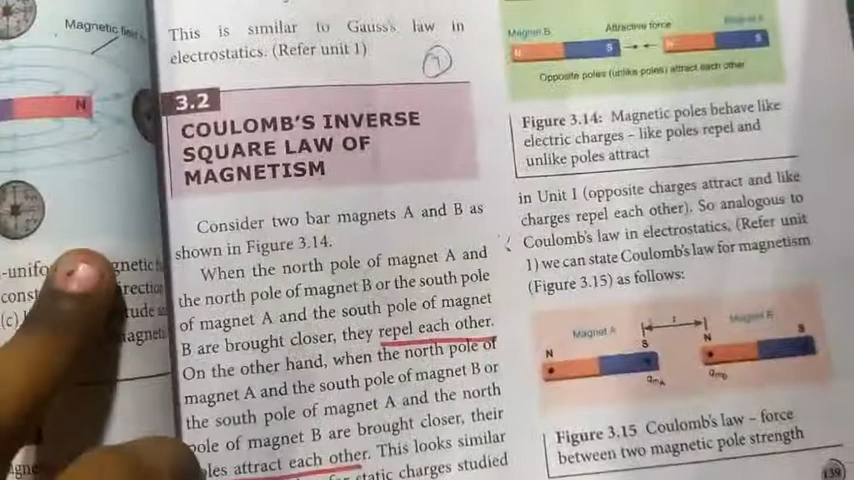 Magnetic field
N
-unifo
gnetic
const
irection
(c)
tude
magnetic
This is similar to Gauss's law in
electrostatics. (Refer unit 1)
3.2
COULOMB'S INVERSE
SQUARE LAW OF
MAGNETISM
Consider two bar magnets A and B as
shown in Figure 3.14.
When the north pole of magnet A and
the north pole of magnet B or the south pole
of magnet A and the south pole of magnet
B are brought closer, they repel each other.
On the other hand, when the north pole of
magnet A and the south pole of magnet B or
the south pole of magnet A and the north
pole of magnet B are brought closer, their
oles attract each other. This looks similar
static charges studied
Magnet B
Attractive force
N S N S
Opposite poles (unlike poles) attract each other
Figure 3.14: Magnetic poles behave like
electric charges – like poles repel and
unlike poles attract
in Unit 1 (opposite charges attract and like
charges repel each other). So analogous to
Coulomb's law in electrostatics, (Refer unit
1) we can state Coulomb's law for magnetism
(Figure 3.15) as follows:
Magnet A r Magnet B
N S N S
qmA qmB
Figure 3.15 Coulomb's law – force
between two magnetic pole strength
139